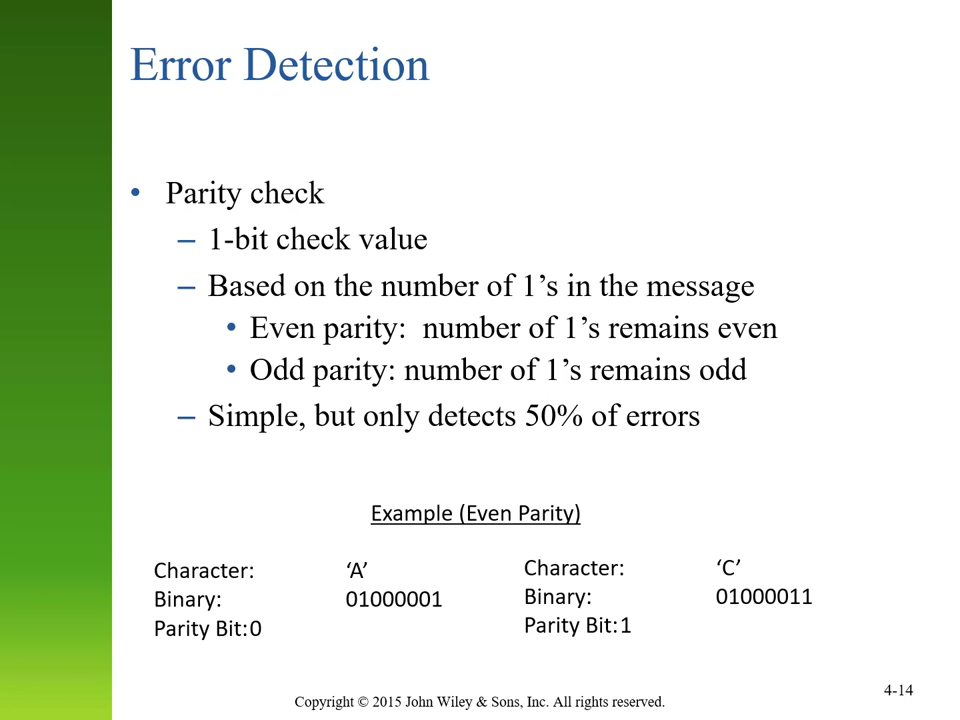 Error Detection
• Parity check
– 1-bit check value
– Based on the number of 1’s in the message
• Even parity:  number of 1’s remains even
• Odd parity: number of 1’s remains odd
– Simple, but only detects 50% of errors
Example (Even Parity)
Character: ‘A’
Binary: 01000001
Parity Bit: 0
Character: ‘C’
Binary: 01000011
Parity Bit: 1
Copyright © 2015 John Wiley & Sons, Inc. All rights reserved.
4-14